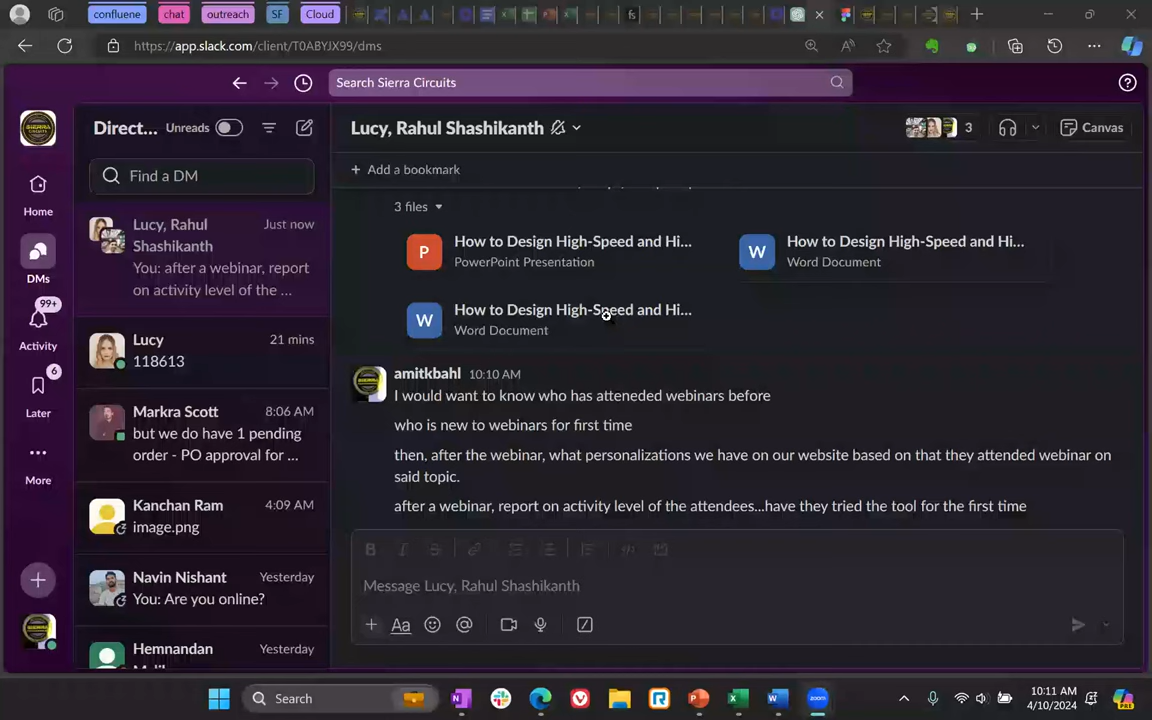 confluene
chat
outreach
SF
Cloud
fs
https://app.slack.com/client/T0ABYJX99/dms
Search Sierra Circuits
Direct...
Unreads
Lucy, Rahul Shashikanth
3
Canvas
Find a DM
Add a bookmark
Home
DMs
99+
Activity
6
Later
More
Lucy, Rahul
Just now
Shashikanth
You: after a webinar, report
on activity level of the ...
Lucy
21 mins
118613
Markra Scott
8:06 AM
but we do have 1 pending
order - PO approval for ...
Kanchan Ram
4:09 AM
image.png
Navin Nishant
Yesterday
You: Are you online?
Hemnandan
Yesterday
3 files
P
How to Design High-Speed and Hi...
PowerPoint Presentation
W
How to Design High-Speed and Hi...
Word Document
W
How to Design High-Speed and Hi...
Word Document
amitkbahl
10:10 AM
I would want to know who has atteneded webinars before
who is new to webinars for first time
then, after the webinar, what personalizations we have on our website based on that they attended webinar on
said topic.
after a webinar, report on activity level of the attendees...have they tried the tool for the first time
Message Lucy, Rahul Shashikanth
Aa
Search
10:11 AM
4/10/2024